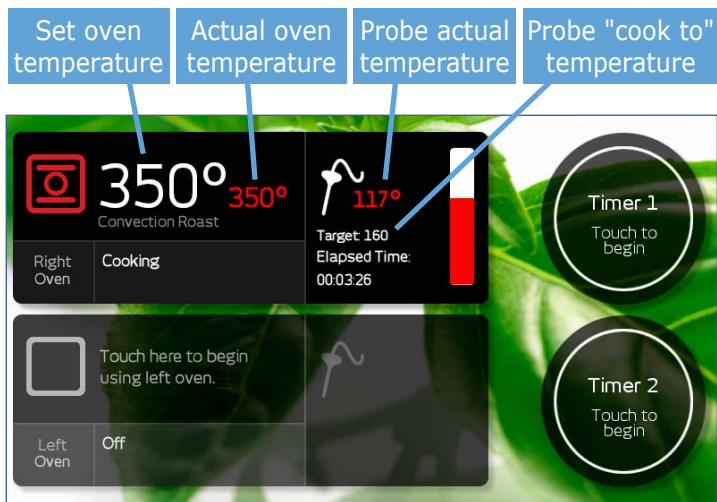 Set oven
temperature
Actual oven
temperature
Probe actual
temperature
Probe "cook to"
temperature
350°
350°
Convection Roast
117°
Target: 160
Elapsed Time:
00:03:26
Right
Oven
Cooking
Timer 1
Touch to
begin
Touch here to begin
using left oven.
Left
Oven
Off
Timer 2
Touch to
begin